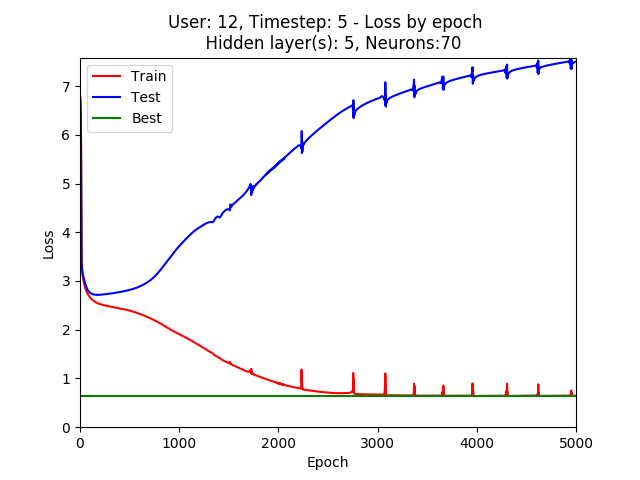 User: 12, Timestep: 5 - Loss by epoch
Hidden layer(s): 5, Neurons:70
Train
Test
Best
7
6
5
4
3
2
1
0
Loss
0 1000 2000 3000 4000 5000
Epoch